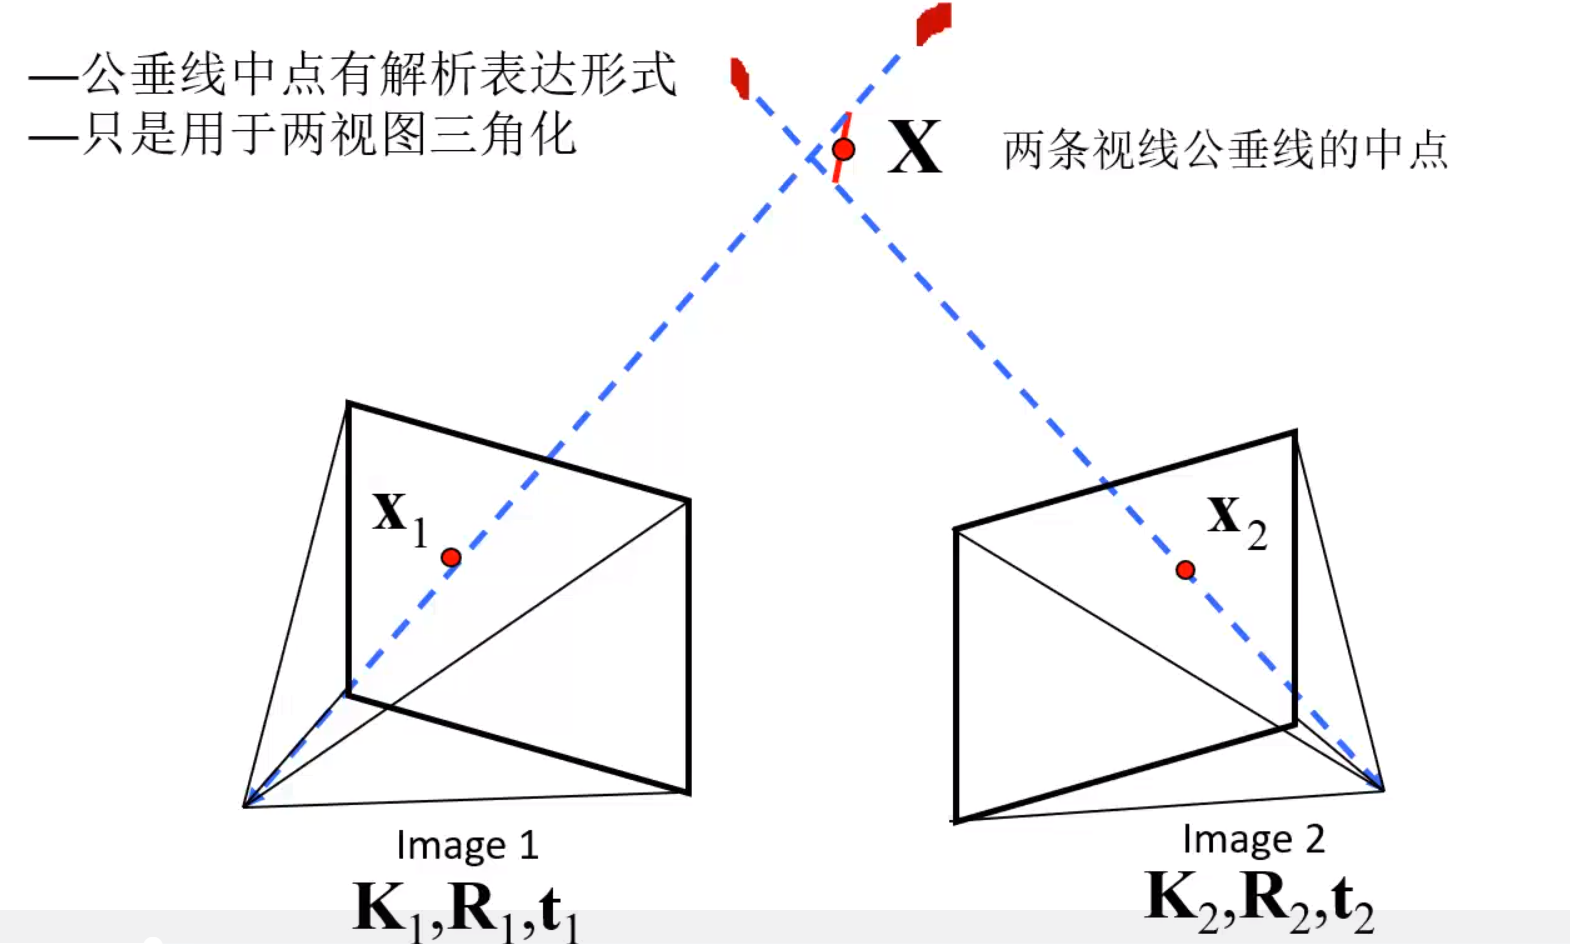 —公垂线中点有解析表达形式
—只是用于两视图三角化
X
两条视线公垂线的中点
x₁
x₂
Image 1
Image 2
K₁,R₁,t₁
K₂,R₂,t₂